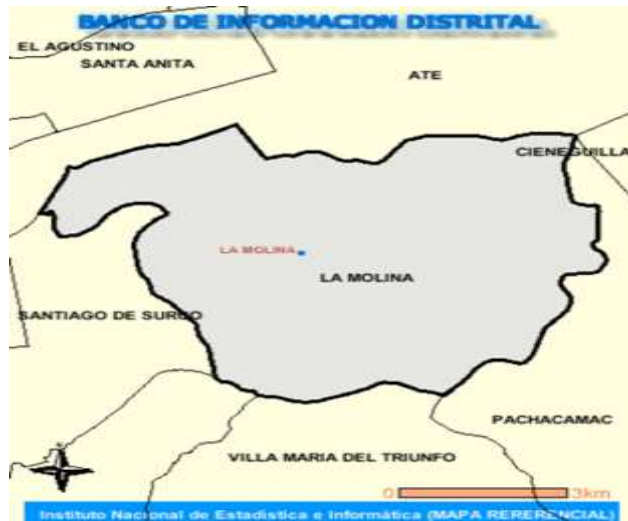 BANCO DE INFORMACION DISTRITAL
EL AGUSTINO
SANTA ANITA
ATE
CIENEGUILLA
LA MOLINA
LA MOLINA
SANTIAGO DE SURCO
PACHACAMAC
VILLA MARIA DEL TRIUNFO
0 3km
Instituto Nacional de Estadistica e Informática (MAPA RERERENCIAL)